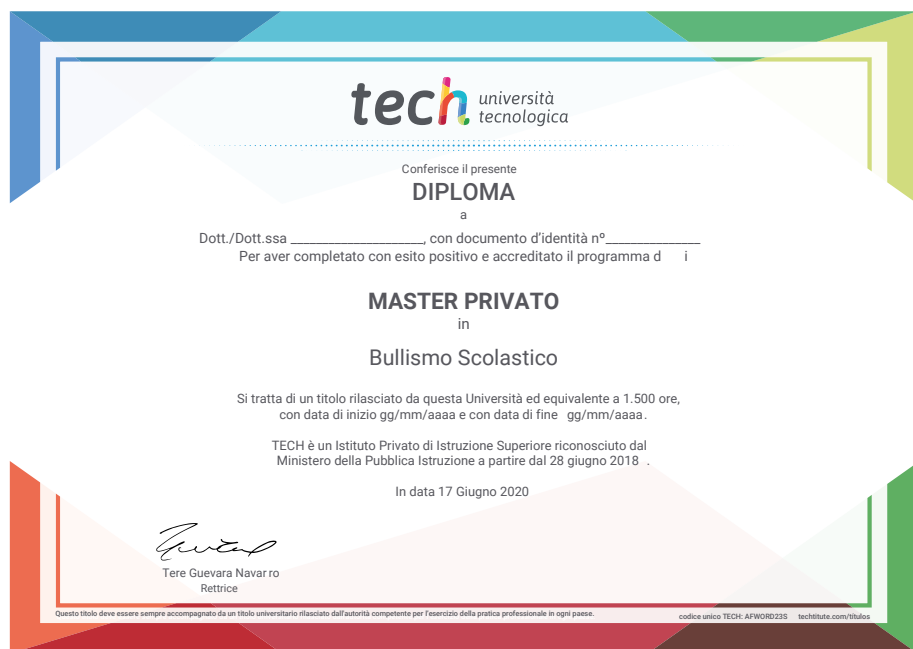 tech università
tecnologica
Conferisce il presente
DIPLOMA
a
Dott./Dott.ssa ____________________, con documento d'identità nº______________
Per aver completato con esito positivo e accreditato il programma d i
MASTER PRIVATO
in
Bullismo Scolastico
Si tratta di un titolo rilasciato da questa Università ed equivalente a 1.500 ore,
con data di inizio gg/mm/aaaa e con data di fine gg/mm/aaaa.
TECH è un Istituto Privato di Istruzione Superiore riconosciuto dal
Ministero della Pubblica Istruzione a partire dal 28 giugno 2018 .
In data 17 Giugno 2020
Tere Guevara Navarro
Rettrice
Questo titolo deve essere sempre accompagnato da un titolo universitario rilasciato dall'autorità competente per l'esercizio della pratica professionale in ogni paese.
codice unico TECH: AFWORD23S techtitute.com/titulos